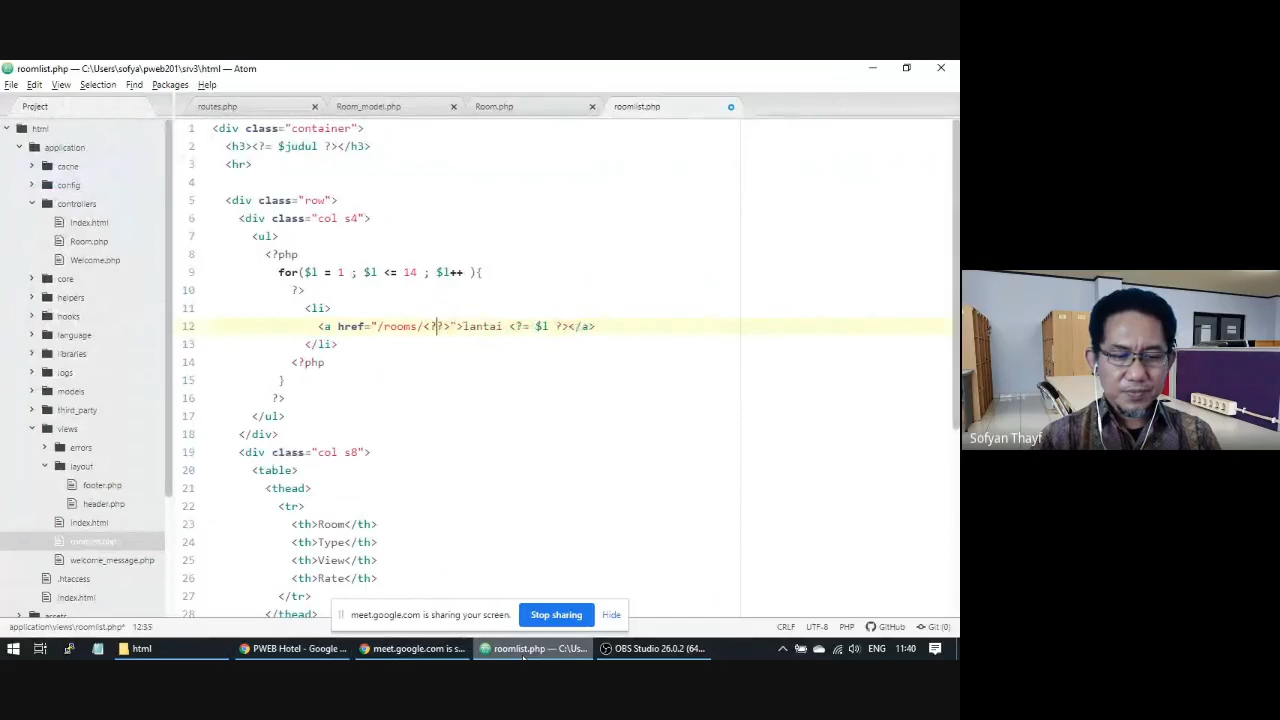 roomlist.php — C:\Users\sofya\pweb201\srv3\html — Atom
File Edit View Selection Find Packages Help
Project
routes.php Room_model.php Room.php roomlist.php
html
application
cache
config
controllers
index.html
Room.php
Welcome.php
core
helpers
hooks
language
libraries
logs
models
third_party
views
errors
layout
footer.php
header.php
index.html
roomlist.php
welcome_message.php
.htaccess
index.html
assets
1 <div class="container">
2 <h3><?= $judul ?></h3>
3 <hr>
4
5 <div class="row">
6 <div class="col s4">
7 <ul>
8 <?php
9 for($l = 1 ; $l <= 14 ; $l++ ){
10 ?>
11 <li>
12 <a href="/rooms/<??>">lantai <?= $l ?></a>
13 </li>
14 <?php
15 }
16 ?>
17 </ul>
18 </div>
19 <div class="col s8">
20 <table>
21 <thead>
22 <tr>
23 <th>Room</th>
24 <th>Type</th>
25 <th>View</th>
26 <th>Rate</th>
27 </tr>
28 </thead>
meet.google.com is sharing your screen. Stop sharing Hide
application\views\roomlist.php* 12:35 CRLF UTF-8 PHP GitHub Git (0)
html PWEB Hotel - Google ... meet.google.com is s... roomlist.php — C:\Us... OBS Studio 26.0.2 (64... ENG 11:40
Sofyan Thayf